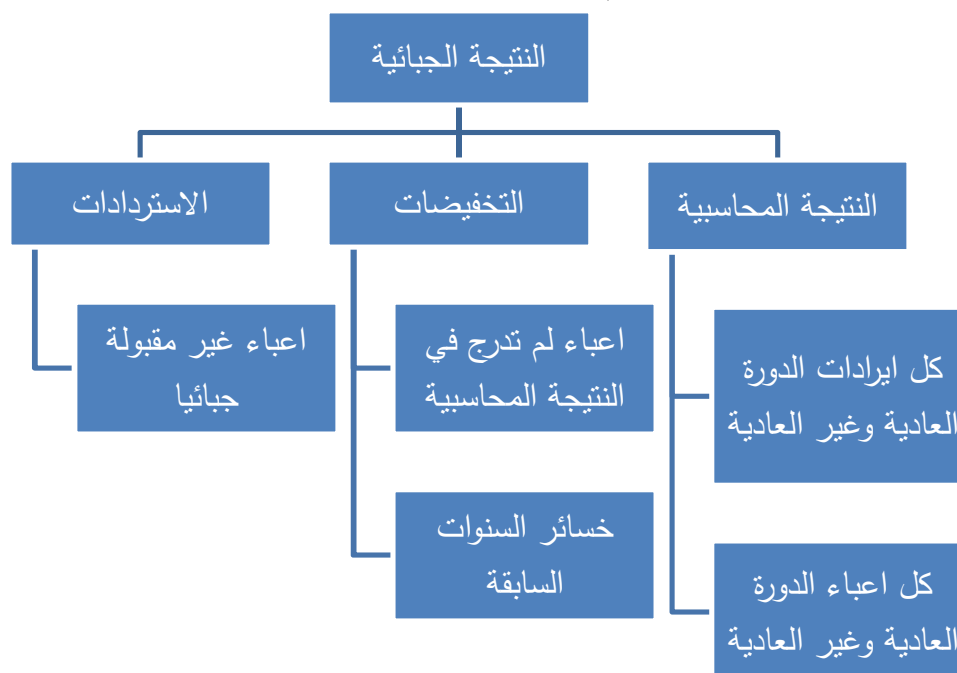 النتيجة الجبائية
النتيجة المحاسبية
التخفيضات
الاستردادات
كل ايرادات الدورة
العادية وغير العادية
كل اعباء الدورة
العادية وغير العادية
اعباء لم تدرج في
النتيجة المحاسبية
خسائر السنوات
السابقة
اعباء غير مقبولة
جبائيا